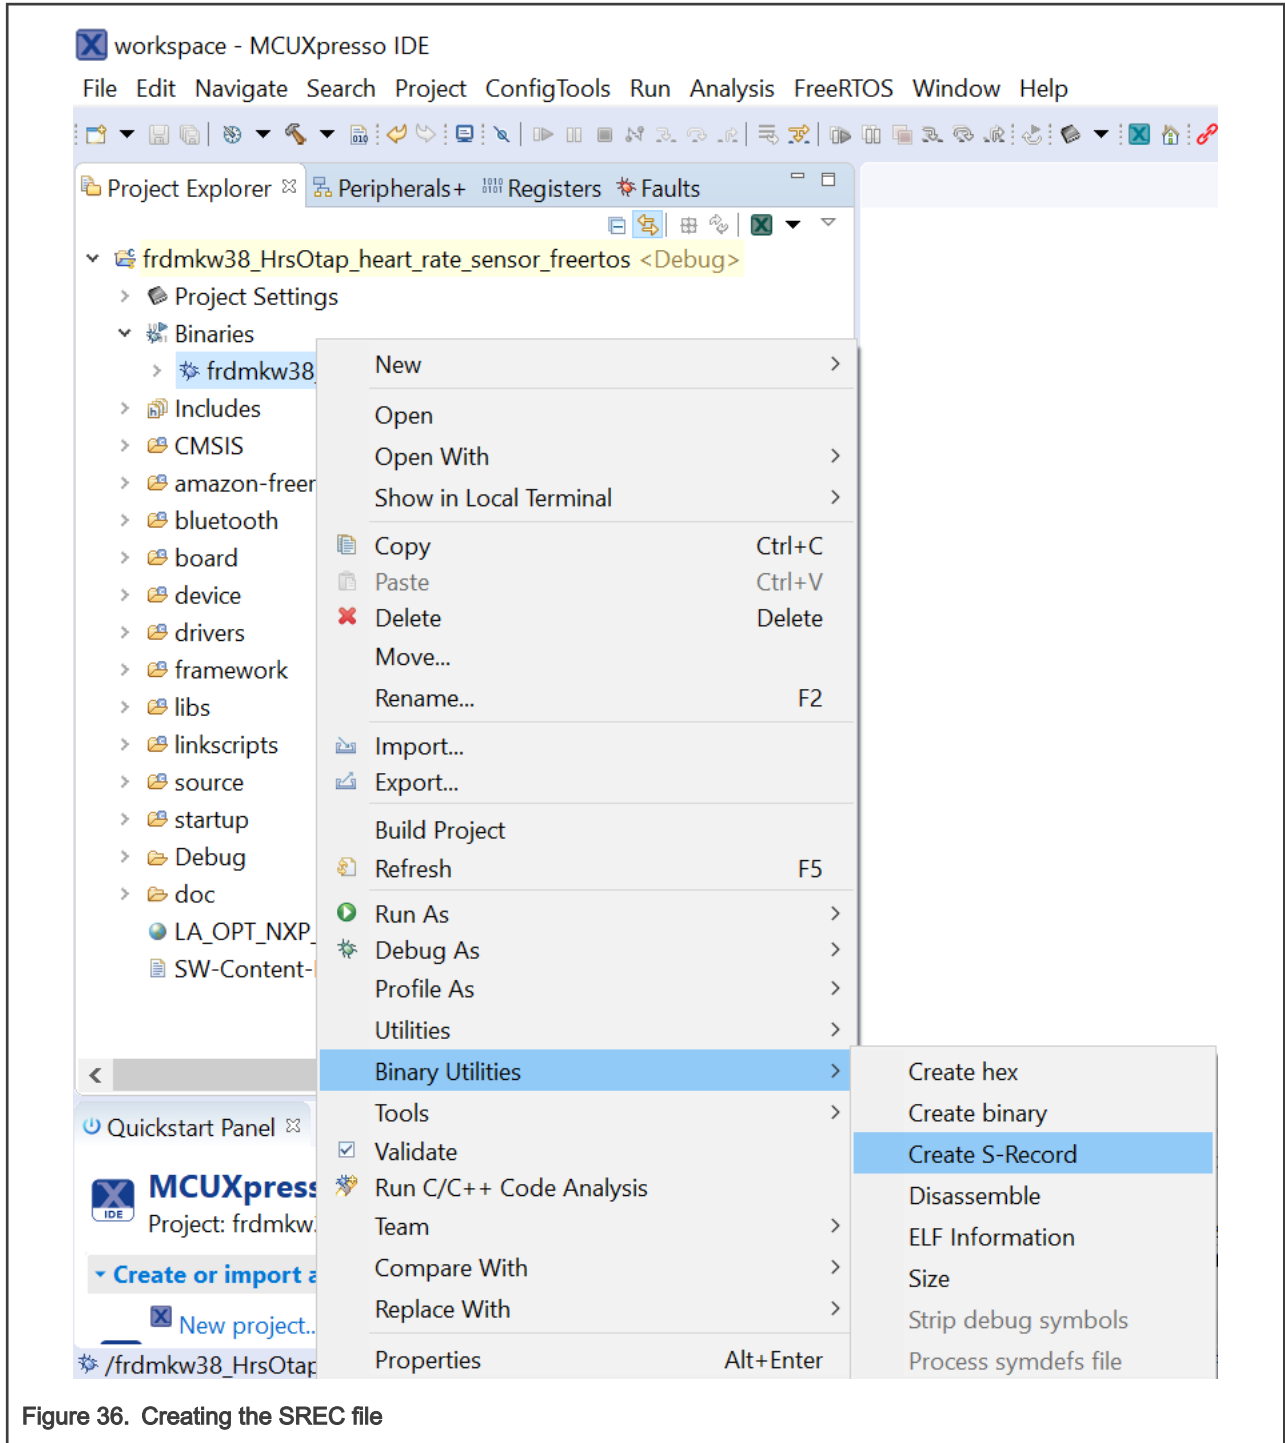 workspace - MCUXpresso IDE
File Edit Navigate Search Project ConfigTools Run Analysis FreeRTOS Window Help
Project Explorer Peripherals+ Registers Faults
frdmkw38_HrsOtap_heart_rate_sensor_freertos <Debug>
Project Settings
Binaries
frdmkw38_
Includes
CMSIS
amazon-freer
bluetooth
board
device
drivers
framework
libs
linkscripts
source
startup
Debug
doc
LA_OPT_NXP_
SW-Content-
New
Open
Open With
Show in Local Terminal
Copy Ctrl+C
Paste Ctrl+V
Delete Delete
Move...
Rename... F2
Import...
Export...
Build Project
Refresh F5
Run As
Debug As
Profile As
Utilities
Binary Utilities
Tools
Validate
Run C/C++ Code Analysis
Team
Compare With
Replace With
Properties Alt+Enter
Create hex
Create binary
Create S-Record
Disassemble
ELF Information
Size
Strip debug symbols
Process symdefs file
Quickstart Panel
IDE
MCUXpress
Project: frdmkw
Create or import a
New project..
/frdmkw38_HrsOtap
Figure 36. Creating the SREC file